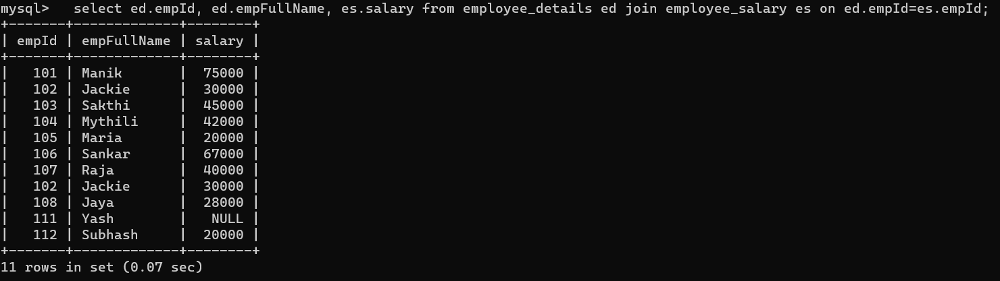 mysql>   select ed.empId, ed.empFullName, es.salary from employee_details ed join employee_salary es on ed.empId=es.empId;
+-------+-------------+--------+
| empId | empFullName | salary |
+-------+-------------+--------+
|   101 | Manik       |  75000 |
|   102 | Jackie      |  30000 |
|   103 | Sakthi      |  45000 |
|   104 | Mythili     |  42000 |
|   105 | Maria       |  20000 |
|   106 | Sankar      |  67000 |
|   107 | Raja        |  40000 |
|   102 | Jackie      |  30000 |
|   108 | Jaya        |  28000 |
|   111 | Yash        |   NULL |
|   112 | Subhash     |  20000 |
+-------+-------------+--------+
11 rows in set (0.07 sec)